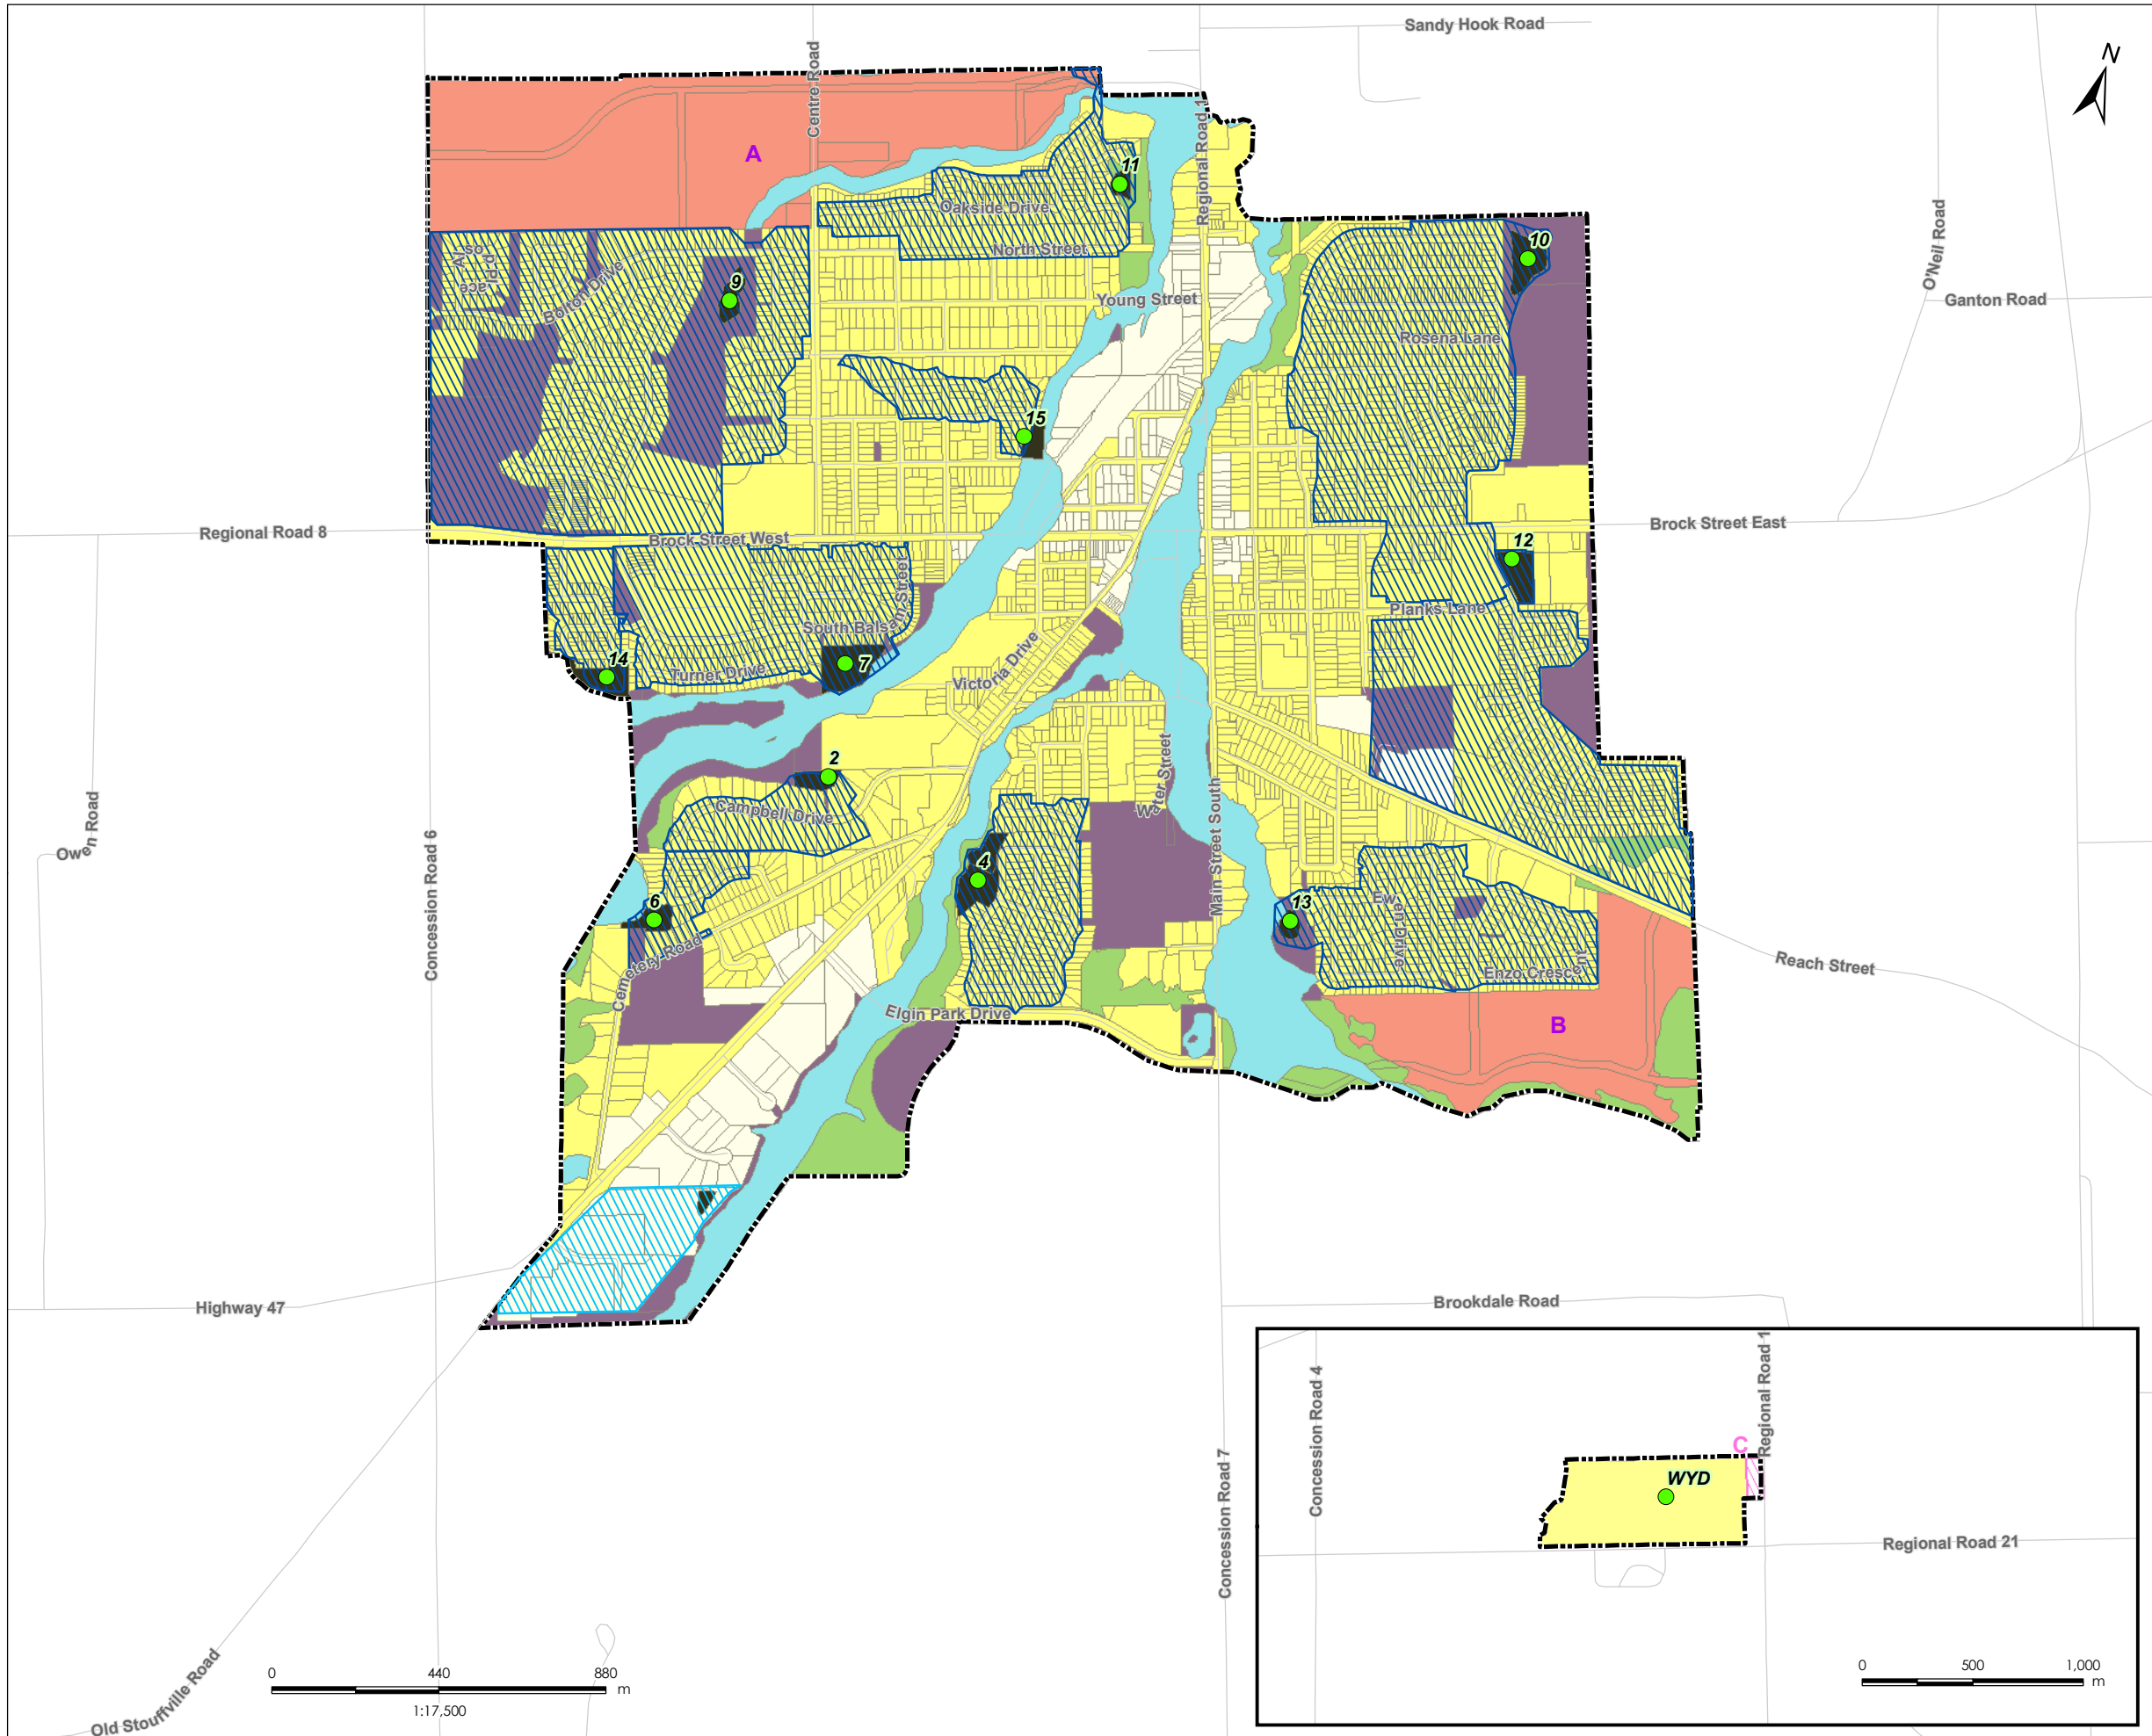 Sandy Hook Road
N
Centre Road
Regional Road 1
A
11
Oakside Drive
North Street
10
O'Neil Road
Alsop Place
Bolton Drive
9
Young Street
Ganton Road
Rosena Lane
15
Regional Road 8
Brock Street West
Brock Street East
12
South Balsam Street
Planks Lane
14
7
Turner Drive
Victoria Drive
2
Campbell Drive
Water Street
Main Street South
Owen Road
Concession Road 6
4
6
13
Ewen Drive
Cemetery Road
Enzo Crescent
Reach Street
Elgin Park Drive
B
Highway 47
Brookdale Road
Concession Road 7
Concession Road 4
Regional Road 1
C
WYD
Regional Road 21
Old Stouffville Road
0 440 880
m
1:17,500
0 500 1,000
m